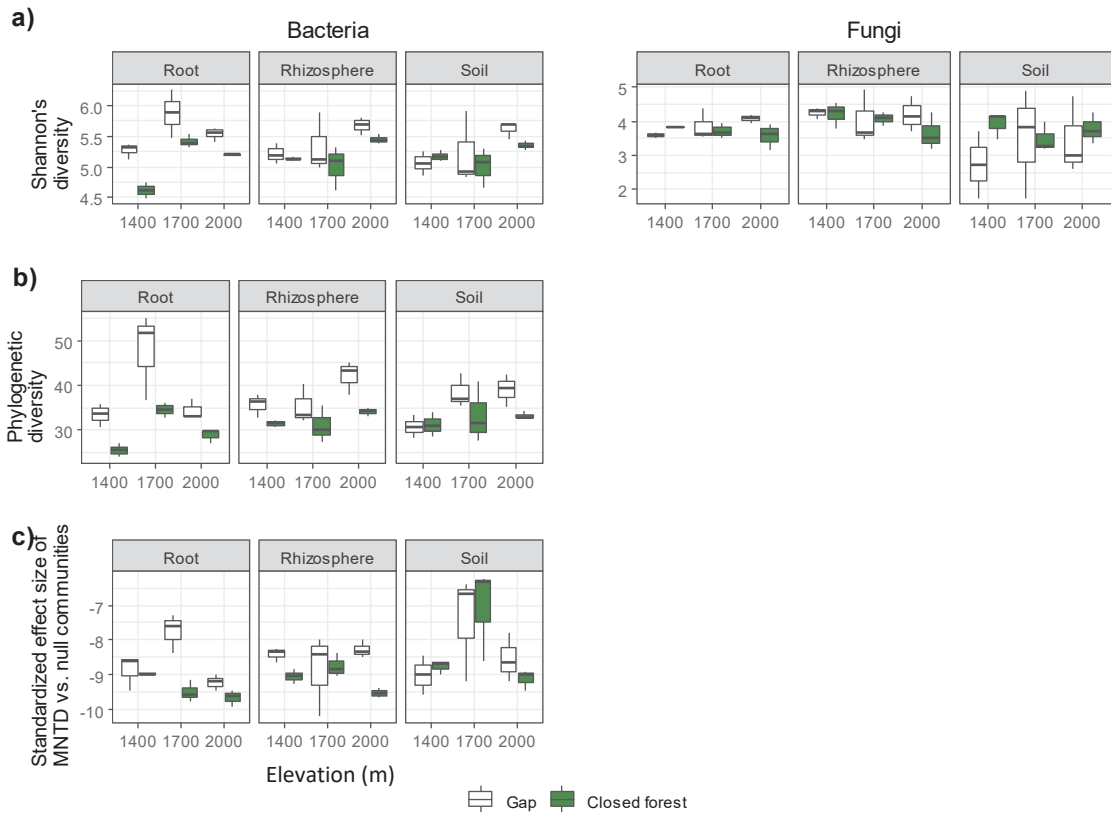 a)
Bacteria
Fungi
Root Rhizosphere Soil
Root Rhizosphere Soil
Shannon's
diversity
6.0
5.5
5.0
4.5
5
4
3
2
1400 1700 2000 1400 1700 2000 1400 1700 2000
1400 1700 2000 1400 1700 2000 1400 1700 2000
b)
Root Rhizosphere Soil
Phylogenetic
diversity
50
40
30
1400 1700 2000 1400 1700 2000 1400 1700 2000
c)
Root Rhizosphere Soil
Standardized effect size of
MNTD vs. null communities
-7
-8
-9
-10
1400 1700 2000 1400 1700 2000 1400 1700 2000
Elevation (m)
Gap Closed forest